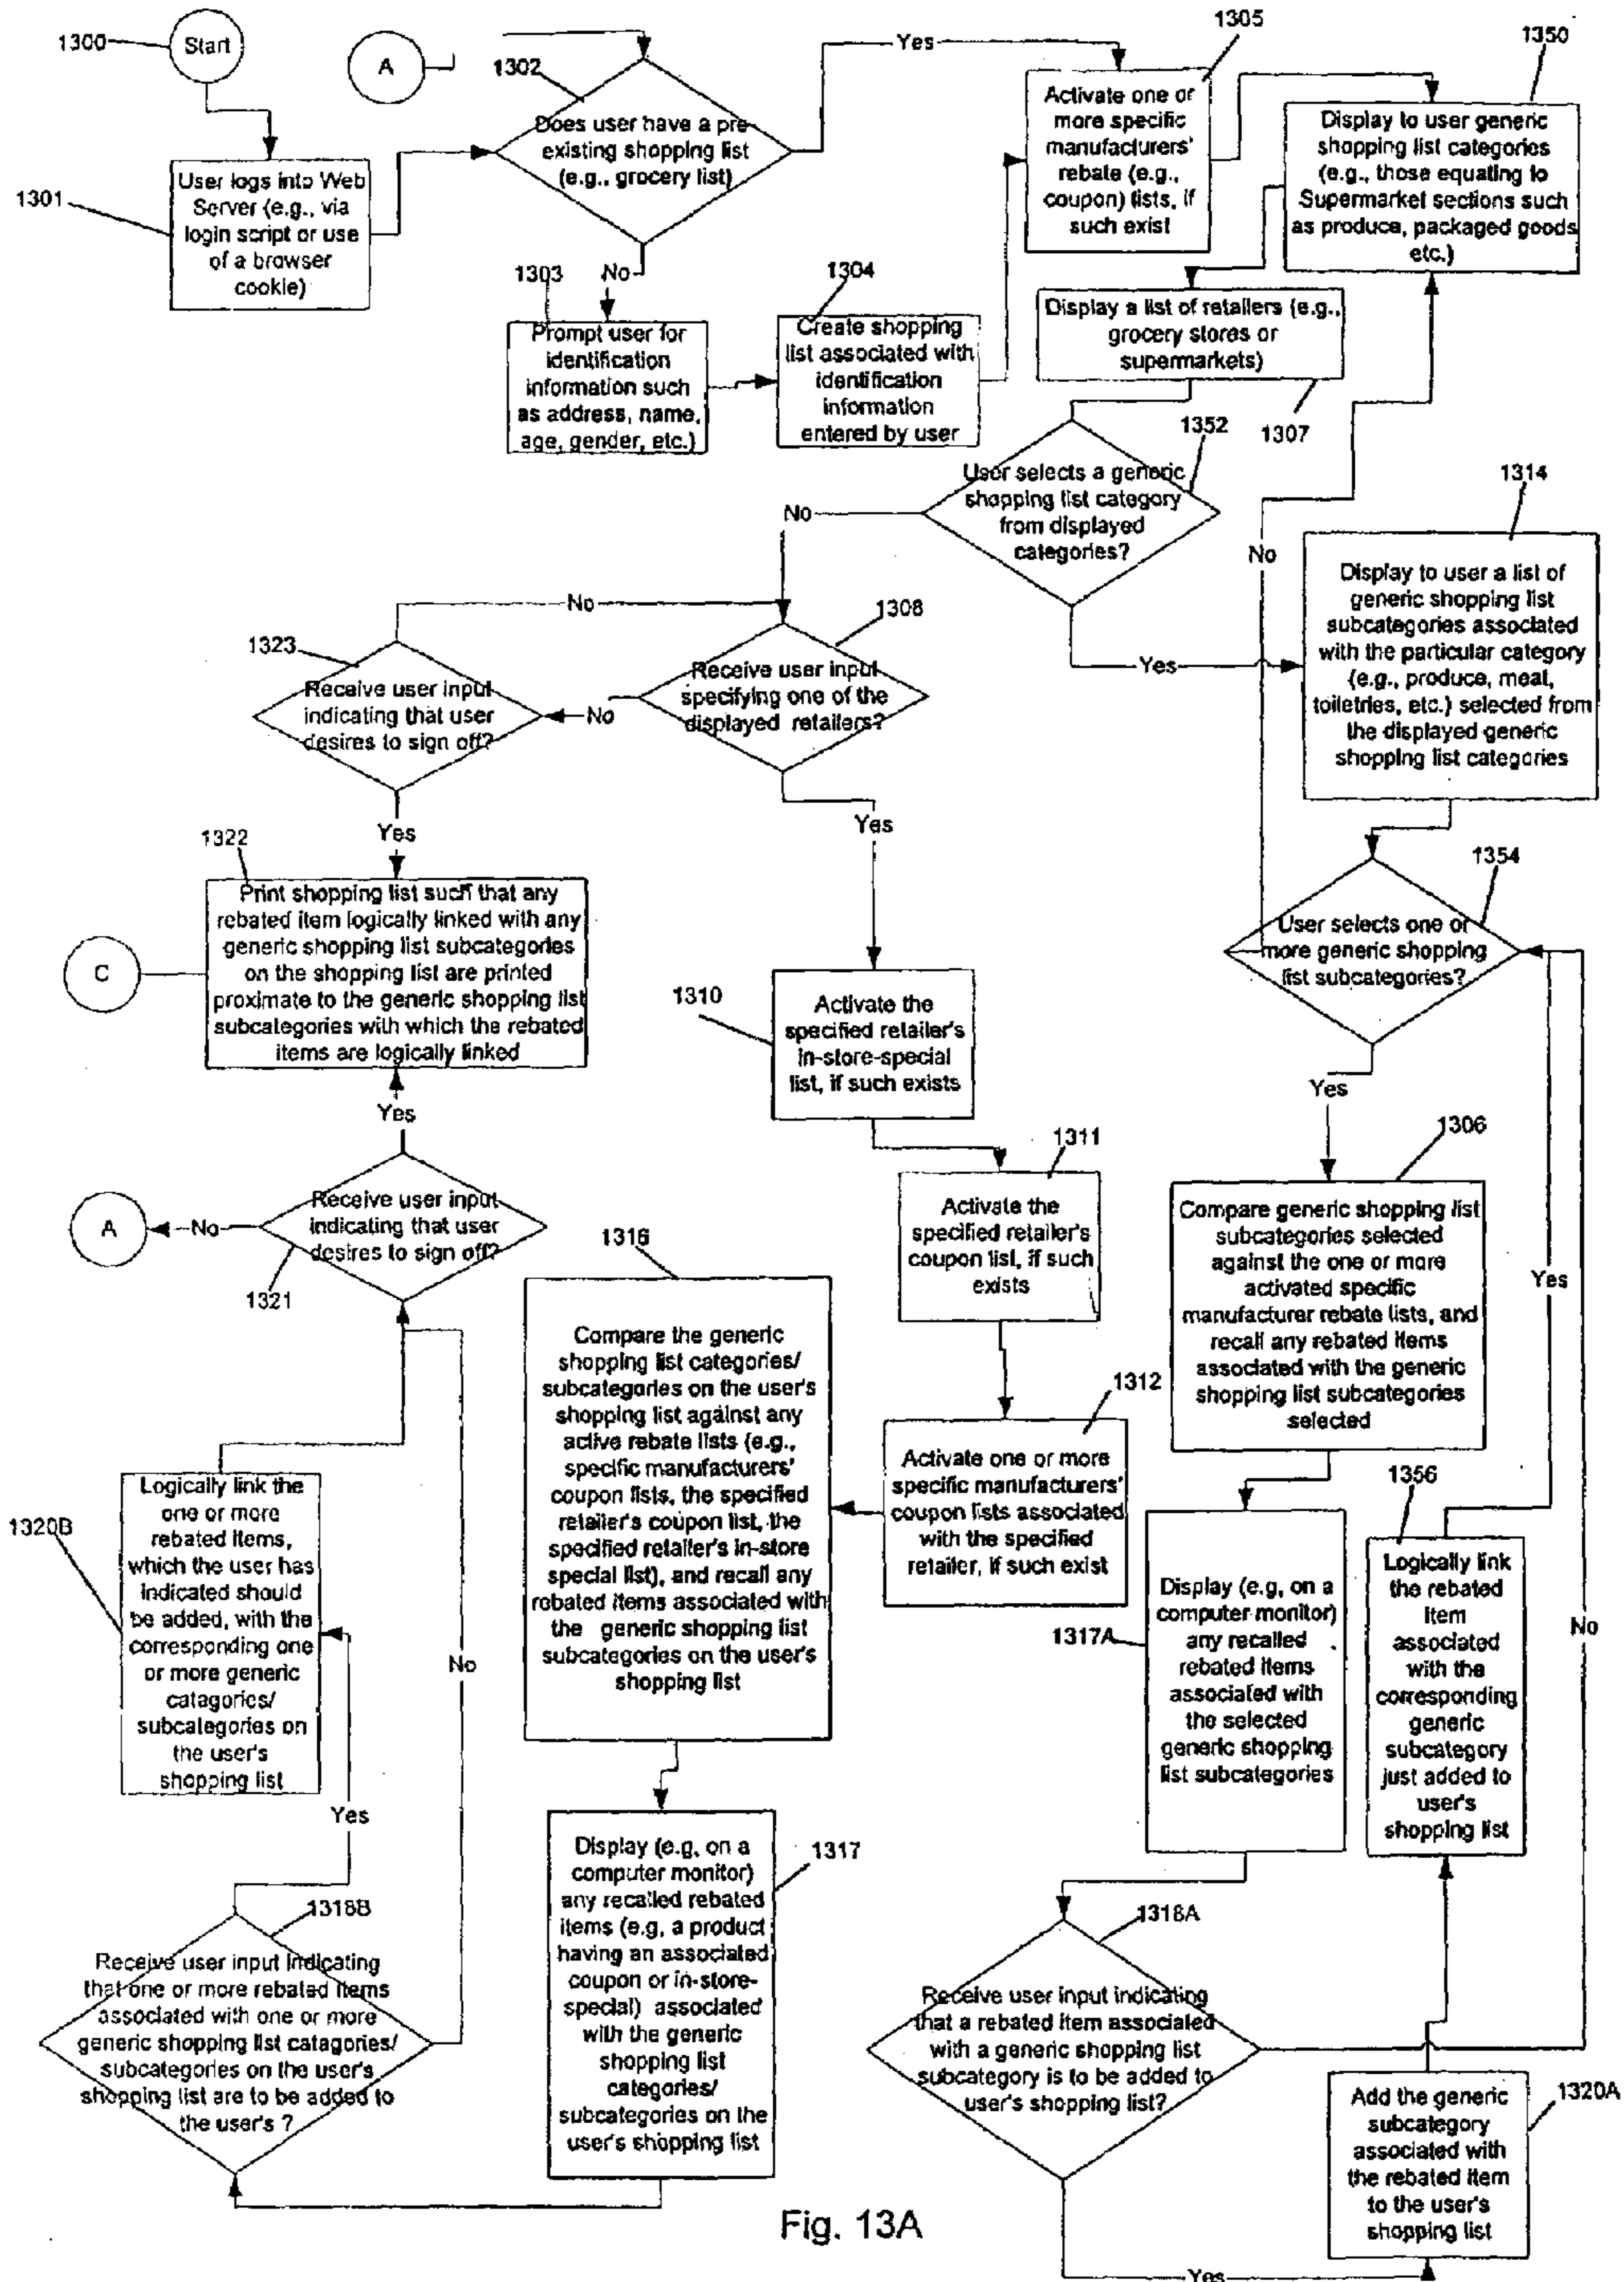 1300
Start
A
1301
User logs into Web
Server (e.g., via
login script or use
of a browser
cookie)
1302
Does user have a pre-
existing shopping list
(e.g., grocery list)
Yes
No
1303
Prompt user for
identification
information such
as address, name,
age, gender, etc.)
1304
Create shopping
list associated with
identification
information
entered by user
1305
Activate one or
more specific
manufacturers'
rebate (e.g.,
coupon) lists, if
such exist
1350
Display to user generic
shopping list categories
(e.g., those equating to
Supermarket sections such
as produce, packaged goods
etc.)
Display a list of retailers (e.g.,
grocery stores or
supermarkets)
1307
1352
User selects a generic
shopping list category
from displayed
categories?
No
Yes
1314
Display to user a list of
generic shopping list
subcategories associated
with the particular category
(e.g., produce, meat,
toiletries, etc.) selected from
the displayed generic
shopping list categories
No
1308
Receive user input
specifying one of the
displayed retailers?
No
Yes
1323
Receive user input
indicating that user
desires to sign off?
No
Yes
1322
Print shopping list such that any
rebated item logically linked with any
generic shopping list subcategories
on the shopping list are printed
proximate to the generic shopping list
subcategories with which the rebated
items are logically linked
C
1310
Activate the
specified retailer's
in-store-special
list, if such exists
1354
User selects one or
more generic shopping
list subcategories?
Yes
1306
Compare generic shopping list
subcategories selected
against the one or more
activated specific
manufacturer rebate lists, and
recall any rebated items
associated with the generic
shopping list subcategories
selected
Yes
1311
Activate the
specified retailer's
coupon list, if such
exists
Yes
Receive user input
indicating that user
desires to sign off?
1321
No
A
1316
Compare the generic
shopping list categories/
subcategories on the user's
shopping list against any
active rebate lists (e.g.,
specific manufacturers'
coupon lists, the specified
retailer's coupon list, the
specified retailer's in-store
special list), and recall any
rebated items associated with
the generic shopping list
subcategories on the user's
shopping list
1312
Activate one or more
specific manufacturers'
coupon lists associated
with the specified
retailer, if such exist
1356
Logically link
the rebated
item
associated
with the
corresponding
generic
subcategory
just added to
user's
shopping list
No
1317A
Display (e.g, on a
computer monitor)
any recalled
rebated items
associated with
the selected
generic shopping
list subcategories
1320B
Logically link the
one or more
rebated items,
which the user has
indicated should
be added, with the
corresponding one
or more generic
catagories/
subcategories on
the user's
shopping list
No
Yes
1317
Display (e.g, on a
computer monitor)
any recalled rebated
items (e.g, a product
having an associated
coupon or in-store-
special) associated
with the generic
shopping list
categories/
subcategories on the
user's shopping list
1318B
Receive user input indicating
that one or more rebated items
associated with one or more
generic shopping list catagories/
subcategories on the user's
shopping list are to be added to
the user's ?
1318A
Receive user input indicating
that a rebated item associated
with a generic shopping list
subcategory is to be added to
user's shopping list?
1320A
Add the generic
subcategory
associated with
the rebated item
to the user's
shopping list
Yes
Fig. 13A